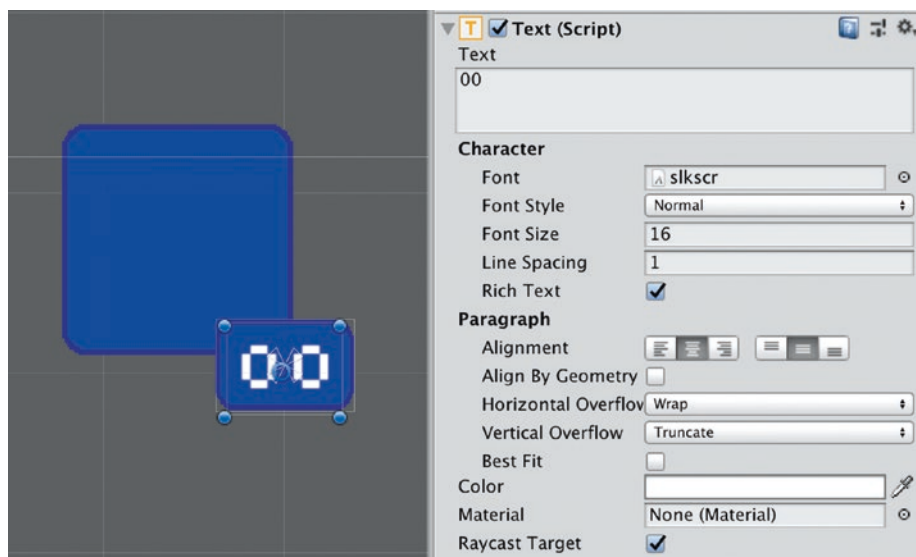 00
T Text (Script)
Text
00
Character
Font slkscr
Font Style Normal
Font Size 16
Line Spacing 1
Rich Text
Paragraph
Alignment
Align By Geometry
Horizontal Overflov Wrap
Vertical Overflow Truncate
Best Fit
Color
Material None (Material)
Raycast Target